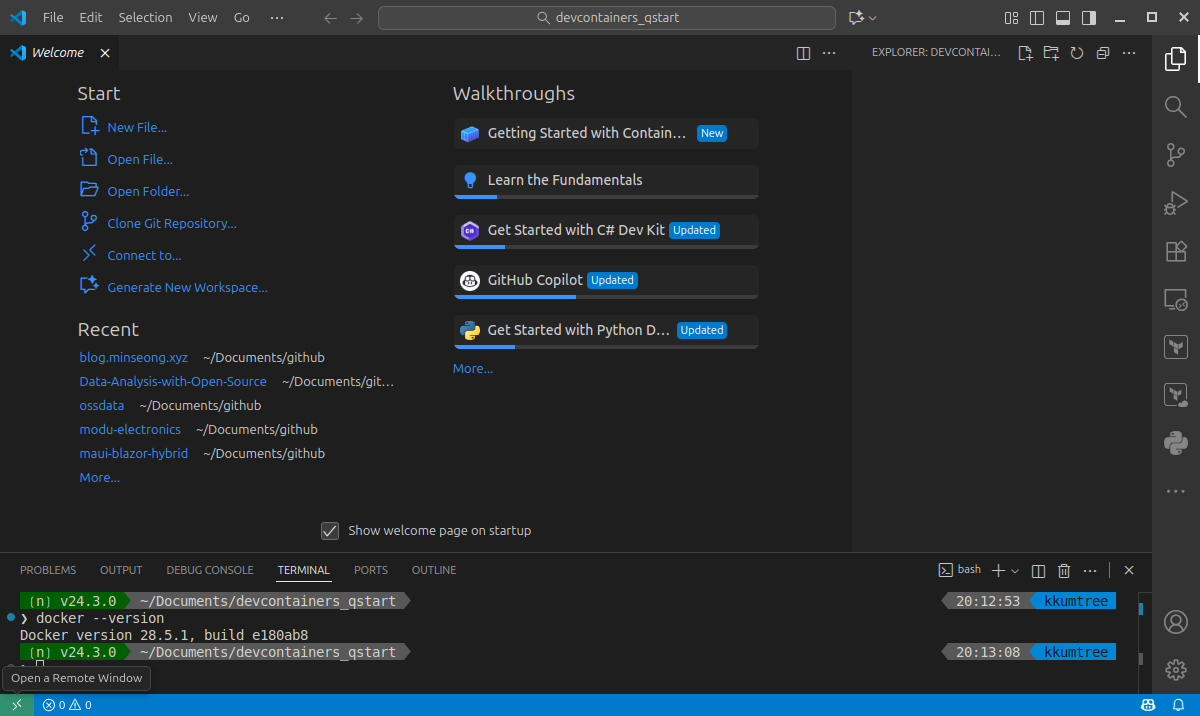 File Edit Selection View Go ··· devcontainers_qstart
Welcome
EXPLORER: DEVCONTAI...
Start
New File...
Open File...
Open Folder...
Clone Git Repository...
Connect to...
Generate New Workspace...
Recent
blog.minseong.xyz ~/Documents/github
Data-Analysis-with-Open-Source ~/Documents/git...
ossdata ~/Documents/github
modu-electronics ~/Documents/github
maui-blazor-hybrid ~/Documents/github
More...
Walkthroughs
Getting Started with Contain... New
Learn the Fundamentals
Get Started with C# Dev Kit Updated
GitHub Copilot Updated
Get Started with Python D... Updated
More...
Show welcome page on startup
PROBLEMS OUTPUT DEBUG CONSOLE TERMINAL PORTS OUTLINE bash
(n) v24.3.0 ~/Documents/devcontainers_qstart 20:12:53 kkumtree
❯ docker --version
Docker version 28.5.1, build e180ab8
(n) v24.3.0 ~/Documents/devcontainers_qstart 20:13:08 kkumtree
Open a Remote Window
0 0